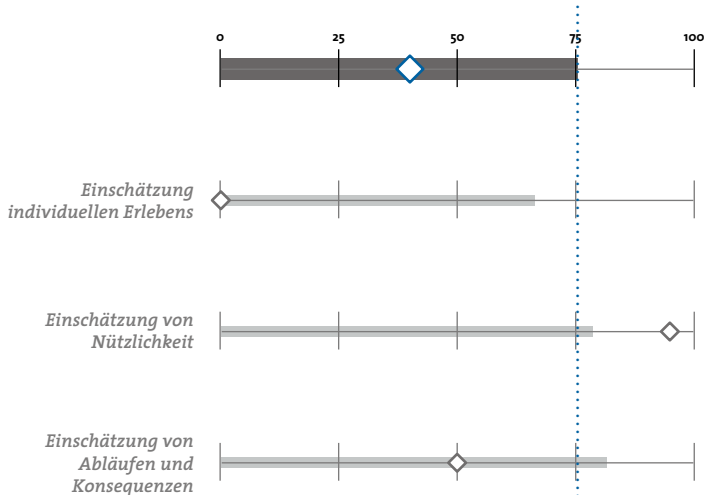 0 25 50 75 100
Einschätzung
individuellen Erlebens
Einschätzung von
Nützlichkeit
Einschätzung von
Abläufen und
Konsequenzen